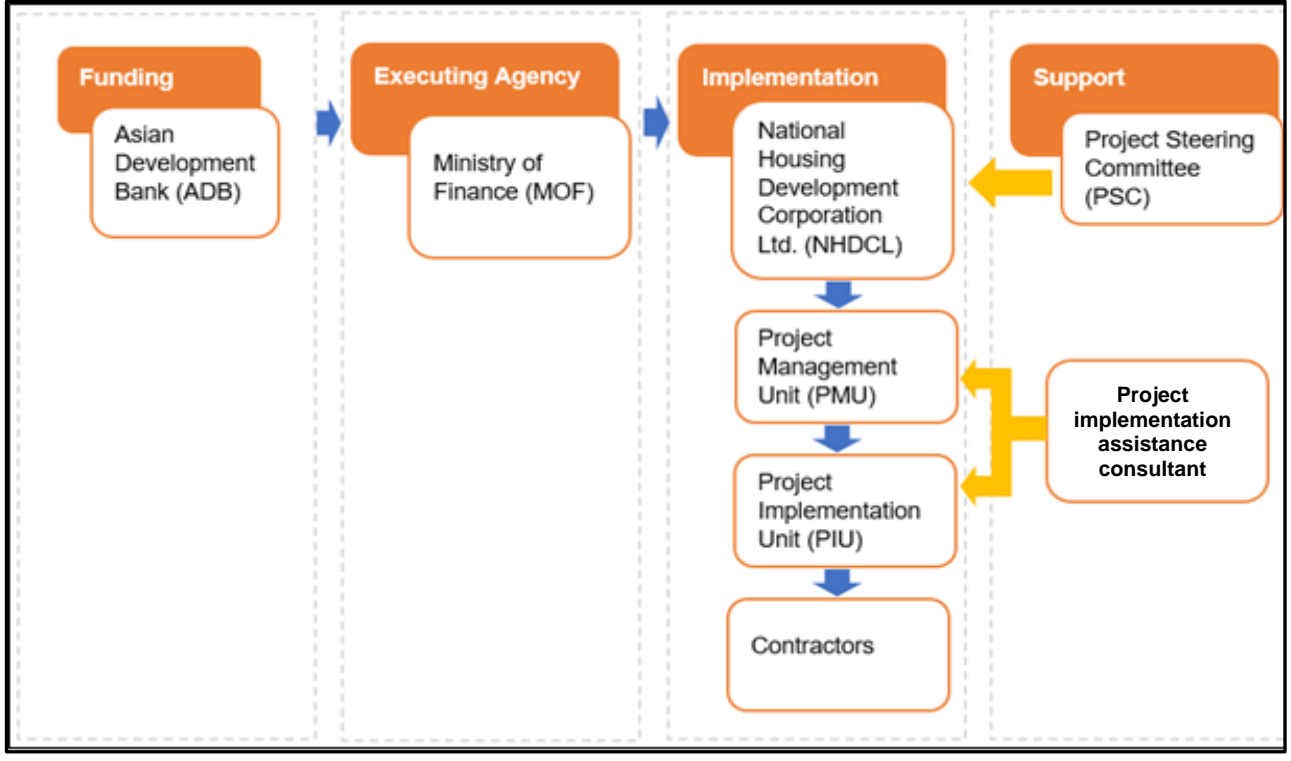 Funding
Asian
Development
Bank (ADB)
Executing Agency
Ministry of
Finance (MOF)
Implementation
National
Housing
Development
Corporation
Ltd. (NHDCL)
Project
Management
Unit (PMU)
Project
Implementation
Unit (PIU)
Contractors
Support
Project Steering
Committee
(PSC)
Project
implementation
assistance
consultant